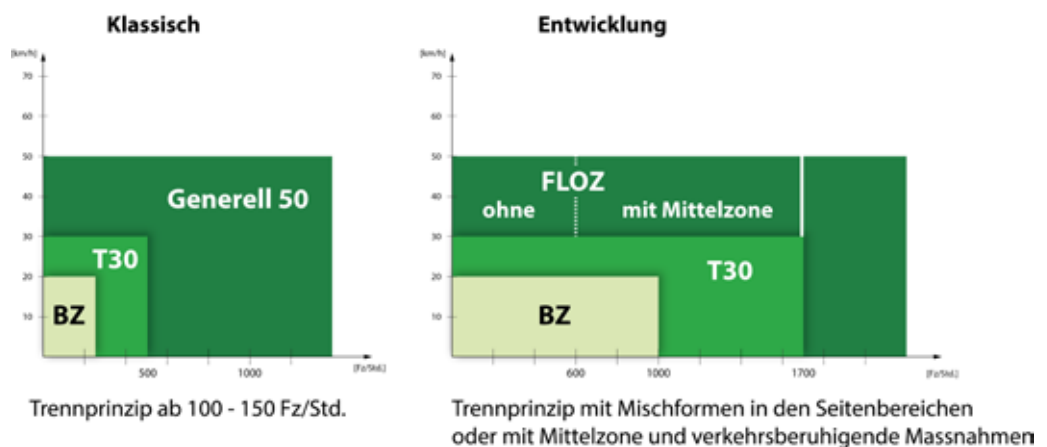 Klassisch
[km/h]
70
60
50
40
30
20
10
Generell 50
T30
BZ
500
1000
[Fz/Std.]
Trennprinzip ab 100 - 150 Fz/Std.
Entwicklung
[km/h]
70
60
50
40
30
20
10
FLOZ
ohne
mit Mittelzone
T30
BZ
600
1000
1700
[Fz/Std.]
Trennprinzip mit Mischformen in den Seitenbereichen
oder mit Mittelzone und verkehrsberuhigende Massnahmen